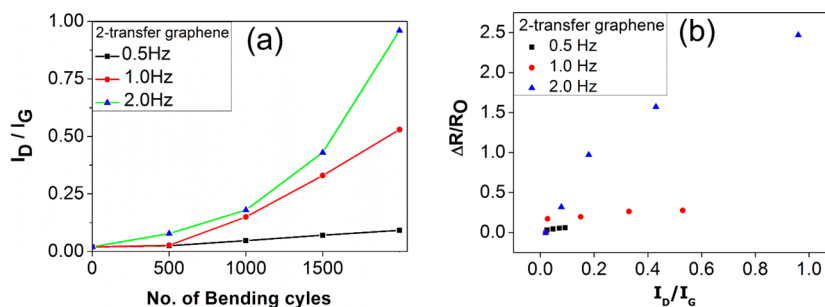 (a)
2-transfer graphene
0.5Hz
1.0Hz
2.0Hz
1.00
0.75
0.50
0.25
0.00
I_D / I_G
0 500 1000 1500
No. of Bending cyles
(b)
2-transfer graphene
0.5 Hz
1.0 Hz
2.0 Hz
2.5
2.0
1.5
1.0
0.5
0.0
ΔR/R_O
0.0 0.2 0.4 0.6 0.8 1.0
I_D/I_G